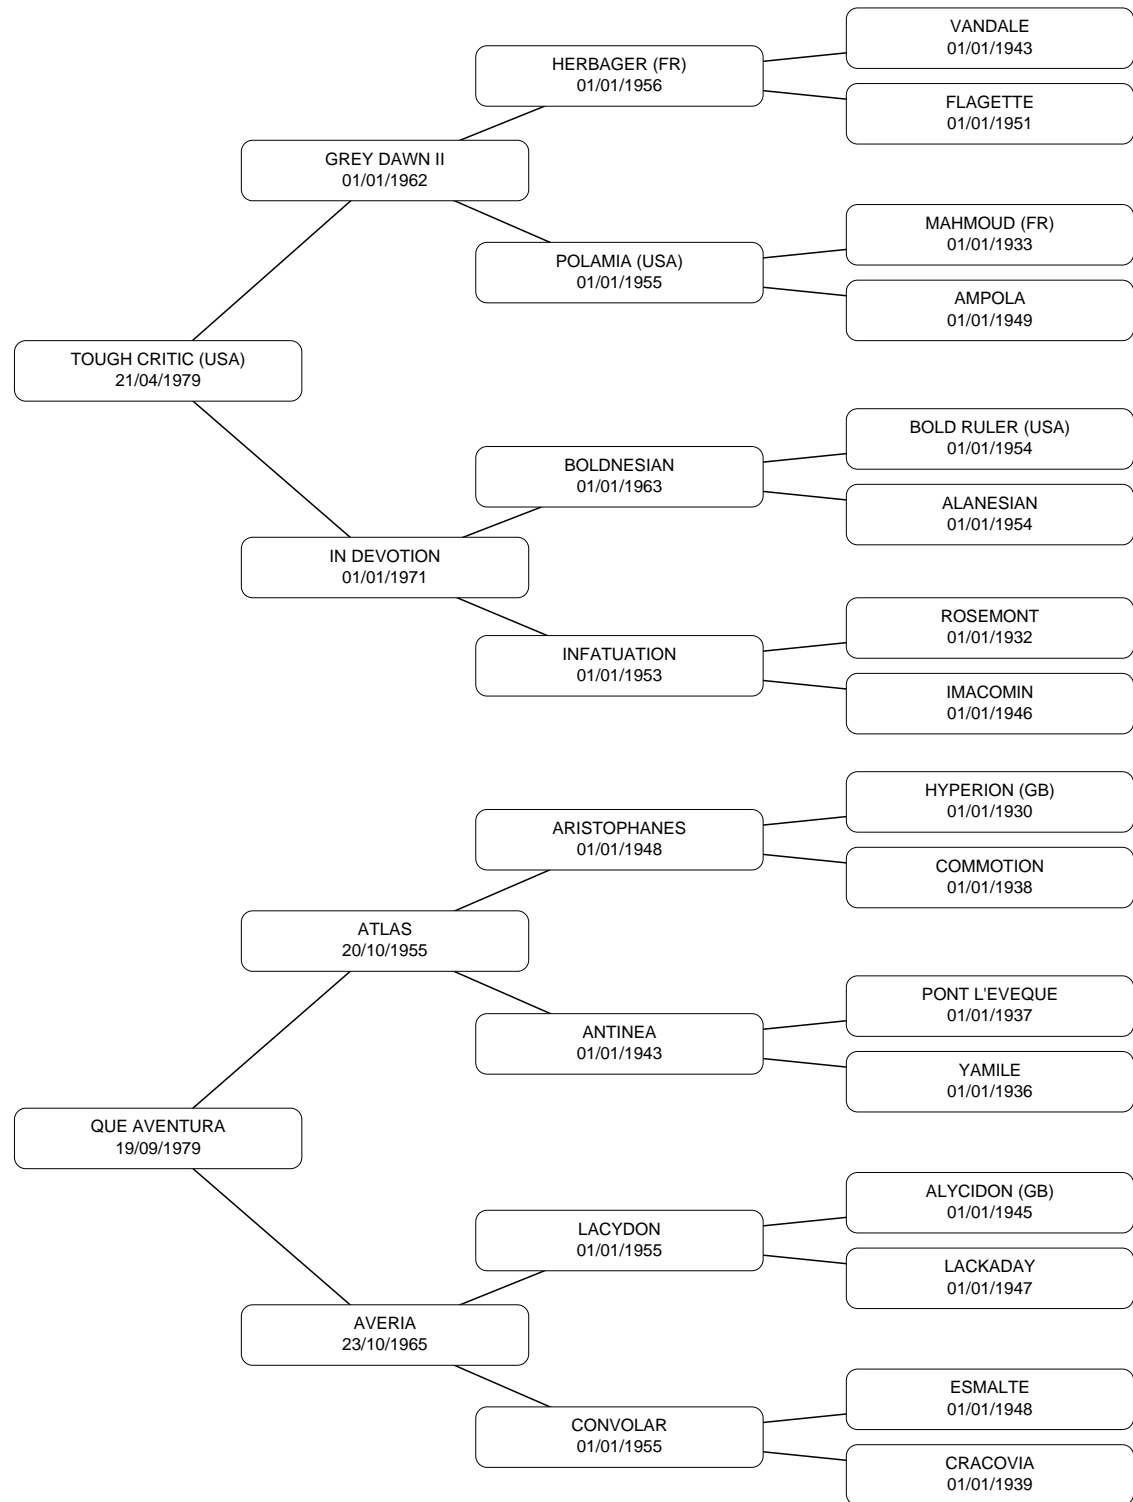 VANDALE
01/01/1943
HERBAGER (FR)
01/01/1956
FLAGETTE
01/01/1951
GREY DAWN II
01/01/1962
MAHMOUD (FR)
01/01/1933
POLAMIA (USA)
01/01/1955
AMPOLA
01/01/1949
TOUGH CRITIC (USA)
21/04/1979
BOLD RULER (USA)
01/01/1954
BOLDNESIAN
01/01/1963
ALANESIAN
01/01/1954
IN DEVOTION
01/01/1971
ROSEMONT
01/01/1932
INFATUATION
01/01/1953
IMACOMIN
01/01/1946
HYPERION (GB)
01/01/1930
ARISTOPHANES
01/01/1948
COMMOTION
01/01/1938
ATLAS
20/10/1955
PONT L'EVEQUE
01/01/1937
ANTINEA
01/01/1943
YAMILE
01/01/1936
QUE AVENTURA
19/09/1979
ALYCIDON (GB)
01/01/1945
LACYDON
01/01/1955
LACKADAY
01/01/1947
AVERIA
23/10/1965
ESMALTE
01/01/1948
CONVOLAR
01/01/1955
CRACOVIA
01/01/1939